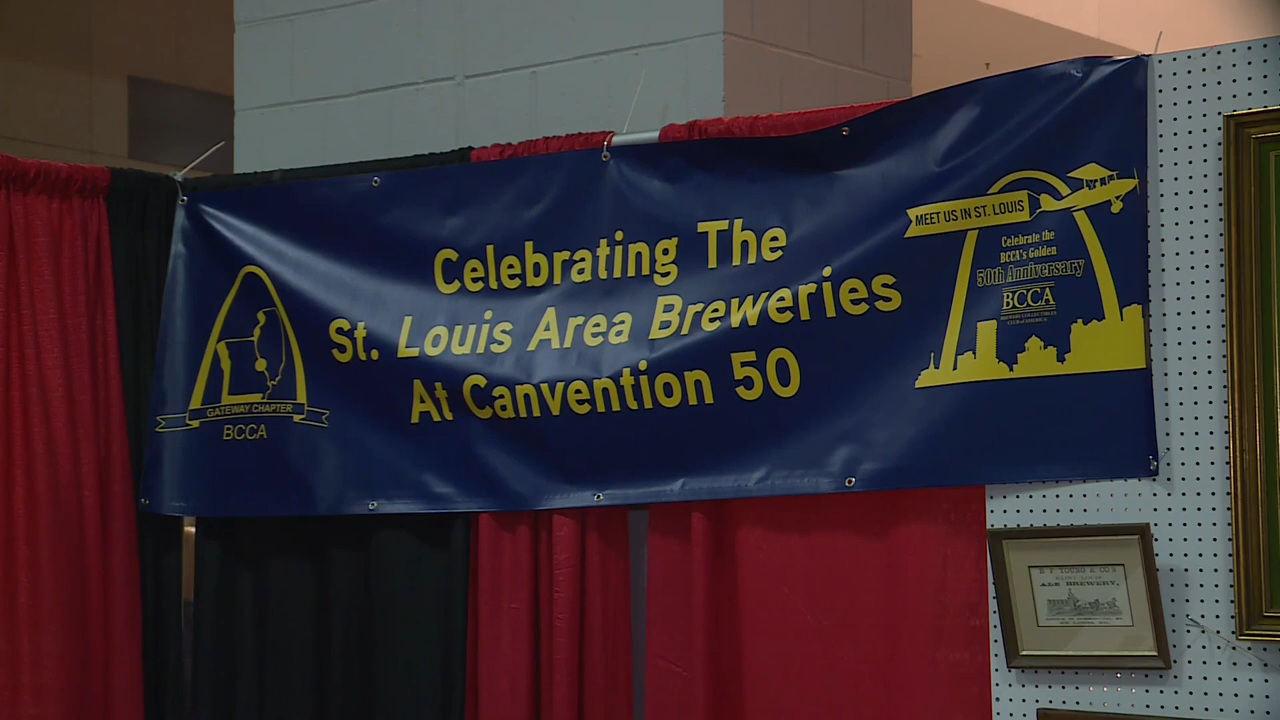 Celebrating The
St. Louis Area Breweries
At Canvention 50
GATEWAY CHAPTER
BCCA
MEET US IN ST. LOUIS
Celebrate the
BCCA's Golden
50th Anniversary
BCCA
BREWERY COLLECTIBLES
CLUB of AMERICA
ALE BREWERY,